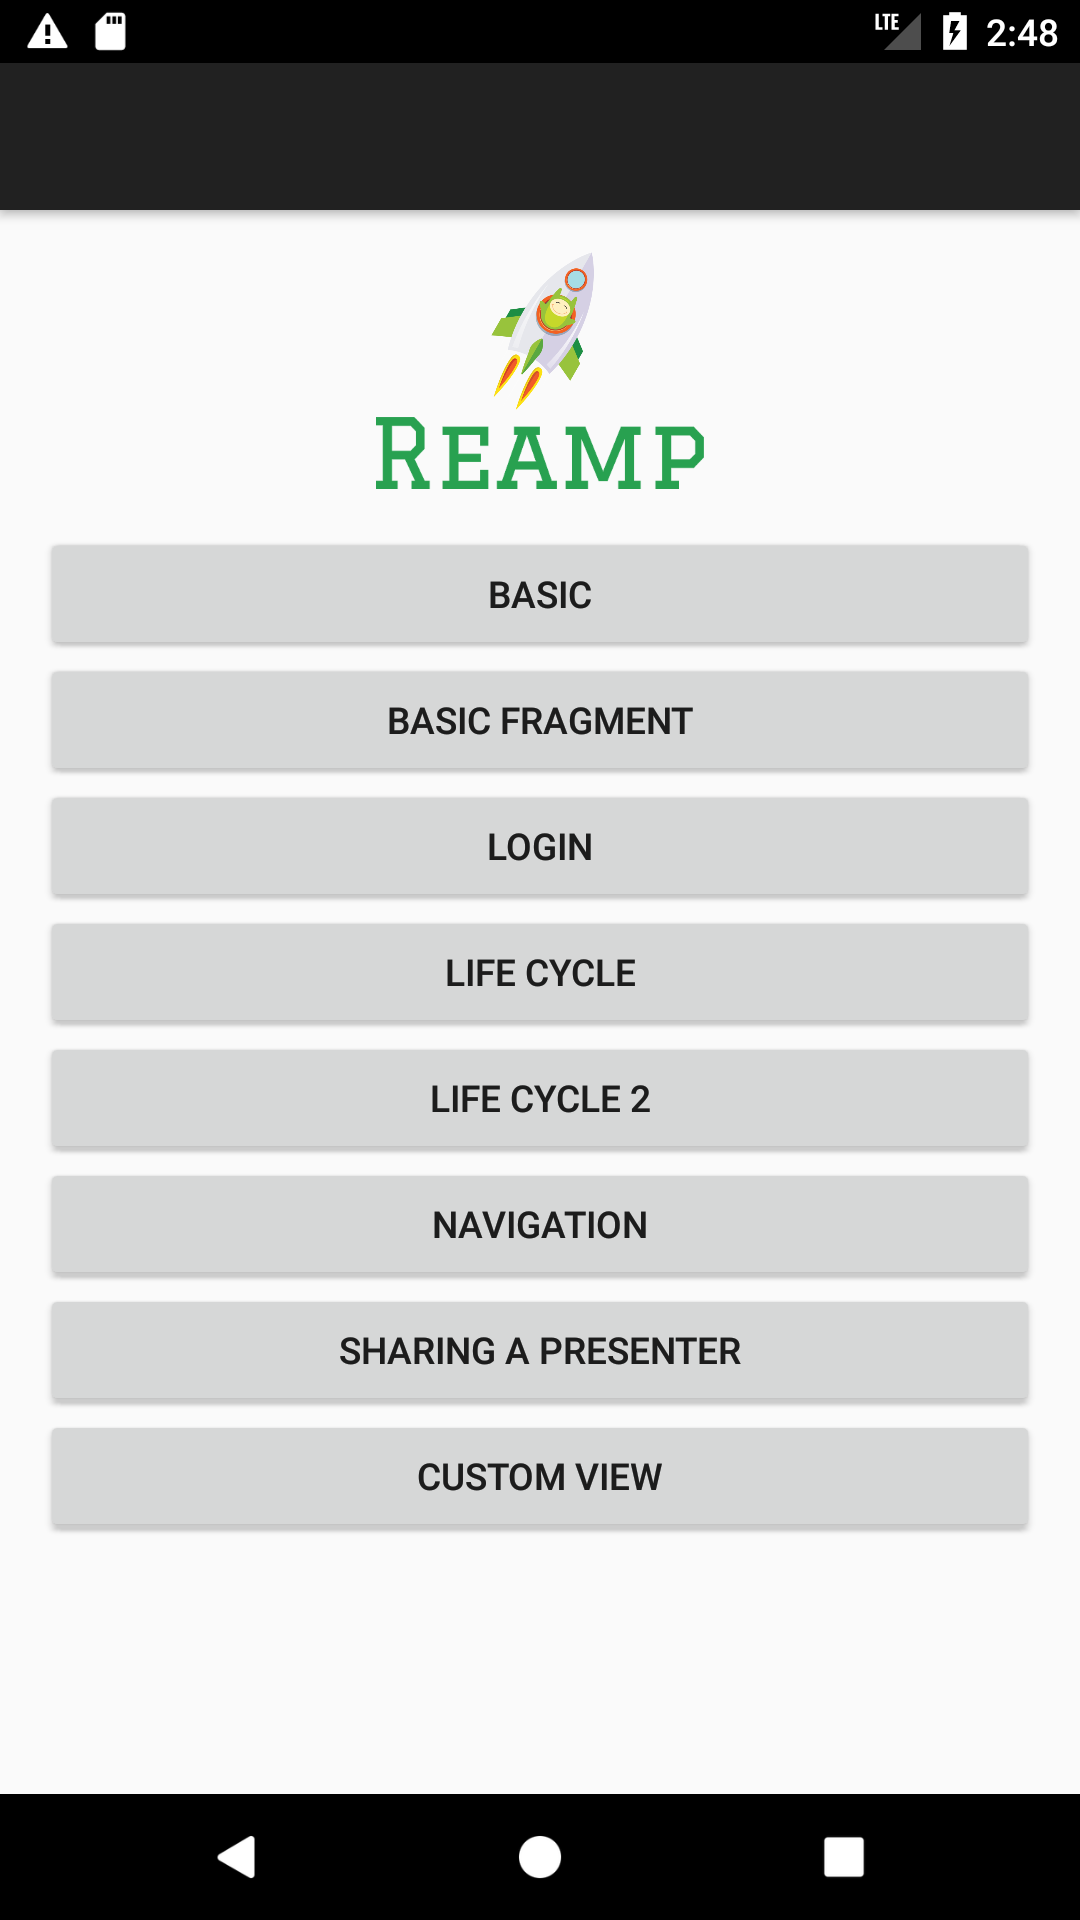 LTE 2:48
REAMP
BASIC
BASIC FRAGMENT
LOGIN
LIFE CYCLE
LIFE CYCLE 2
NAVIGATION
SHARING A PRESENTER
CUSTOM VIEW